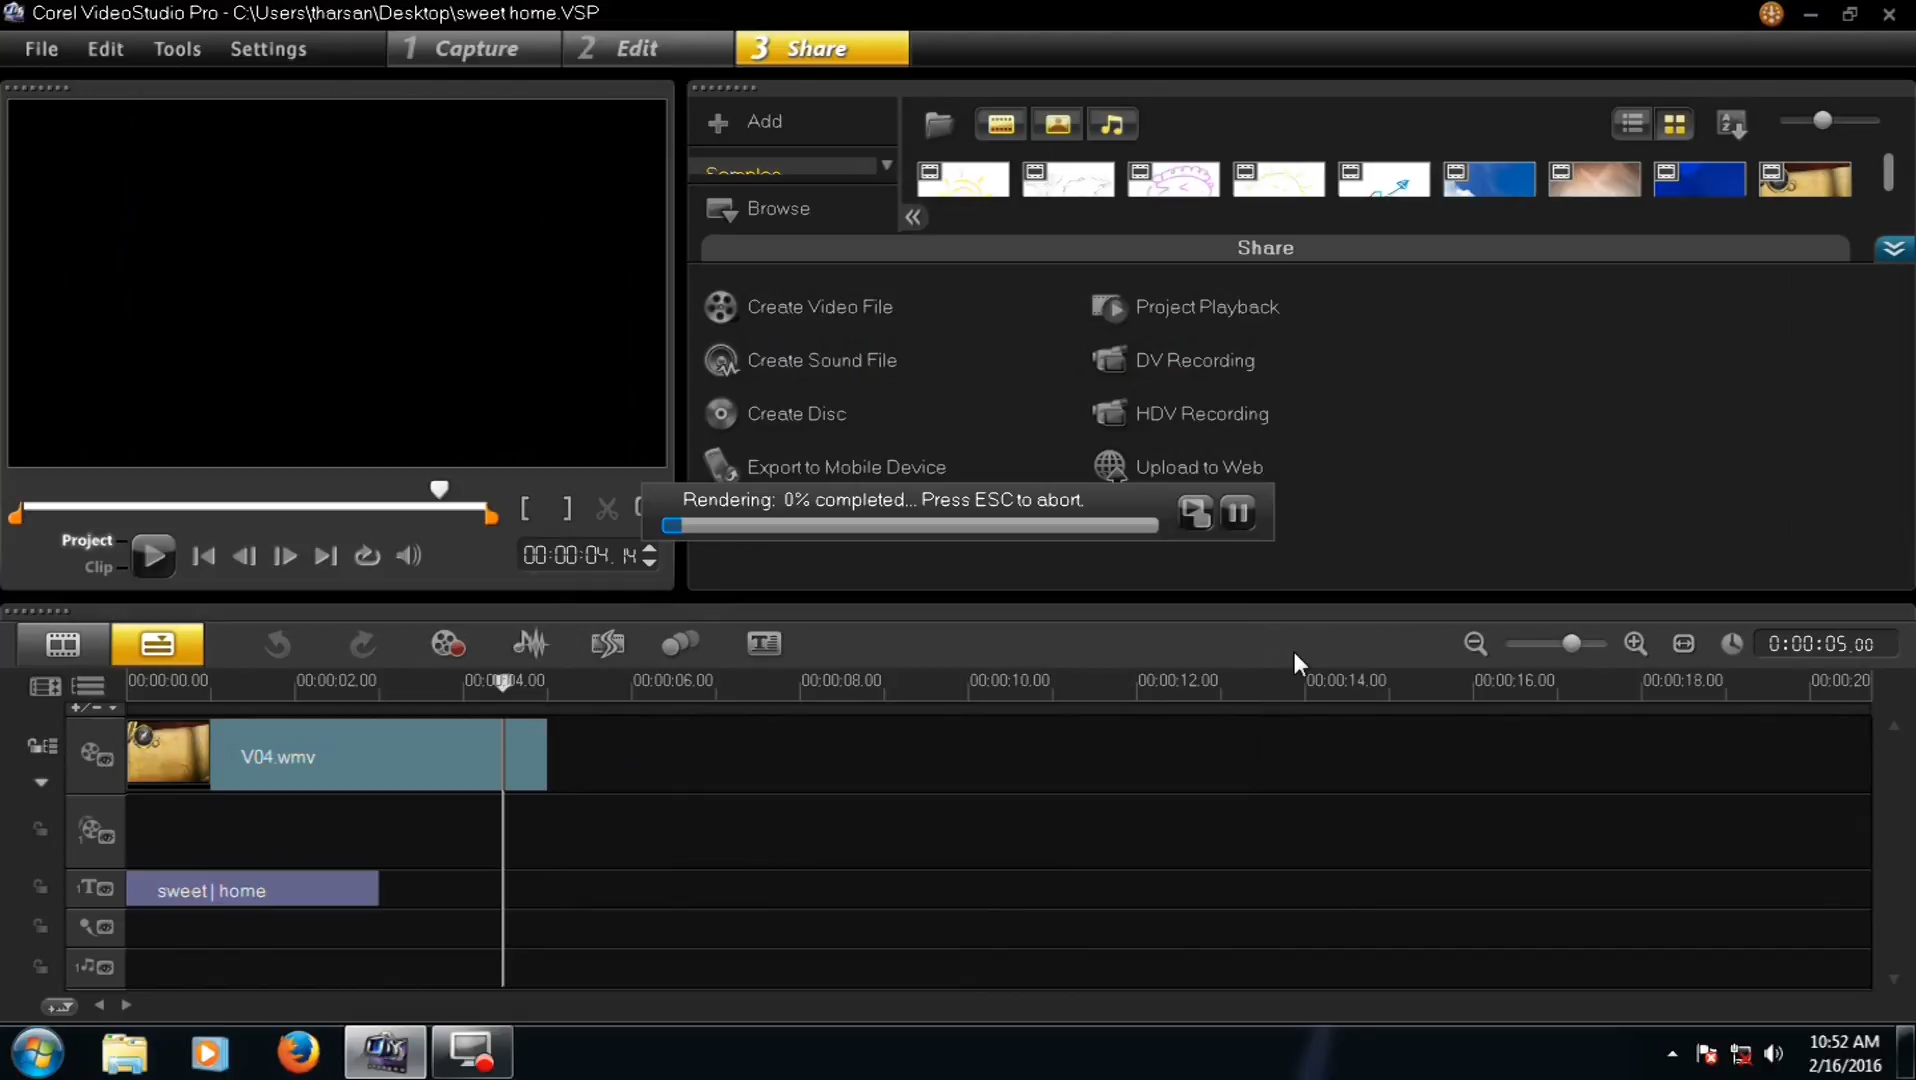 Corel VideoStudio Pro - C:\Users\tharsan\Desktop\sweet home.VSP
File Edit Tools Settings 1 Capture 2 Edit 3 Share
Add
Samples
Browse
Share
Create Video File
Project Playback
Create Sound File
DV Recording
Create Disc
HDV Recording
Export to Mobile Device
Upload to Web
Rendering: 0% completed... Press ESC to abort.
Project
Clip
00:00:04. 14
0:00:05.00
00:00:00.00 00:00:02.00 00:00:04.00 00:00:06.00 00:00:08.00 00:00:10.00 00:00:12.00 00:00:14.00 00:00:16.00 00:00:18.00 00:00:20
V04.wmv
sweet | home
10:52 AM
2/16/2016